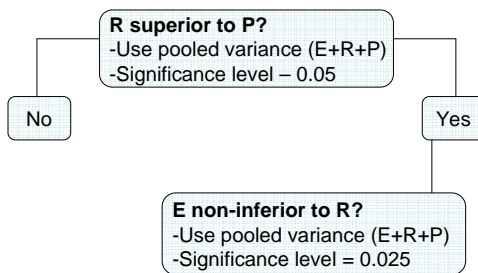 R superior to P?
-Use pooled variance (E+R+P)
-Significance level – 0.05
No
Yes
E non-inferior to R?
-Use pooled variance (E+R+P)
-Significance level = 0.025